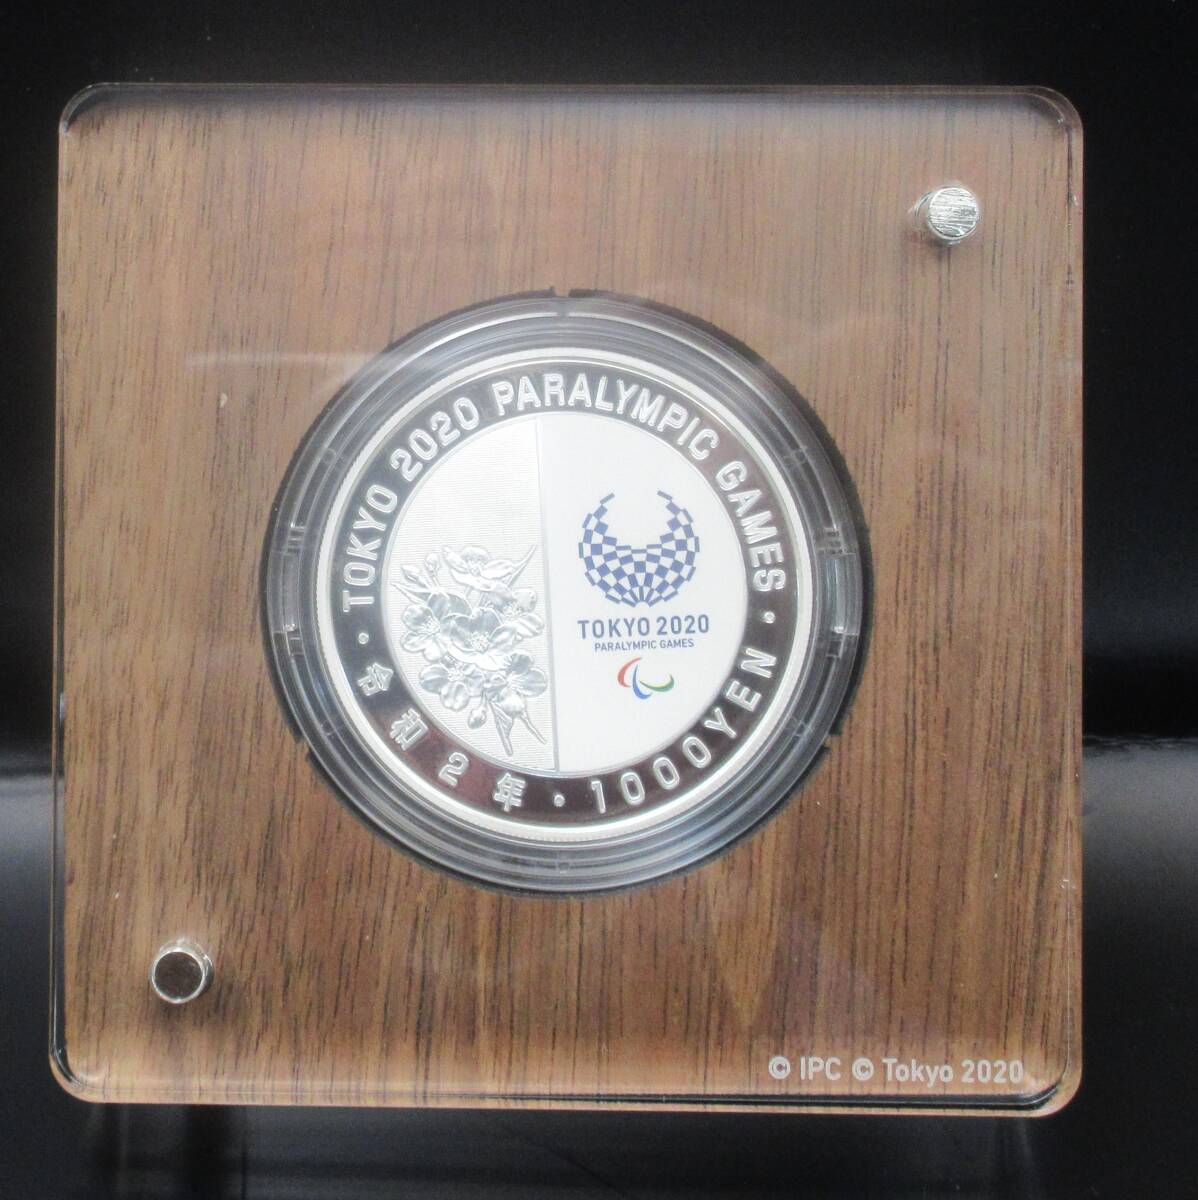 ・TOKYO 2020 PARALYMPIC GAMES・
TOKYO 2020
PARALYMPIC GAMES
令和2年・1000YEN
© IPC © Tokyo 2020